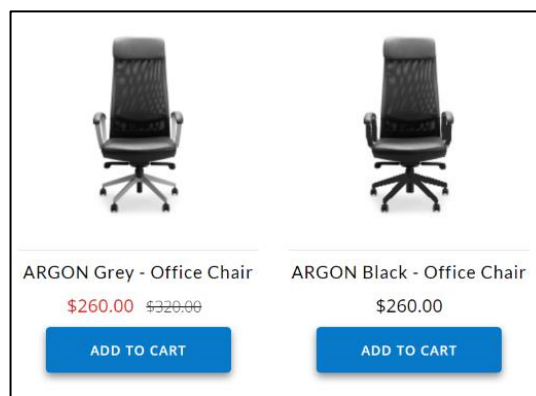 ARGON Grey - Office Chair
$260.00 $320.00
ADD TO CART
ARGON Black - Office Chair
$260.00
ADD TO CART